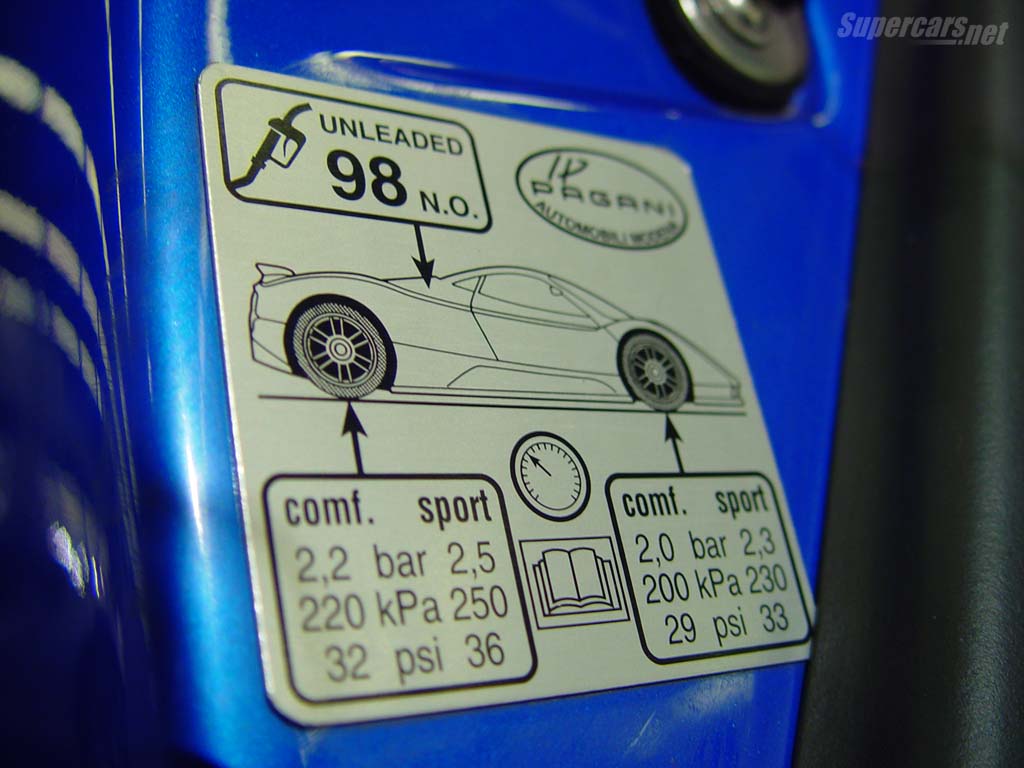 Supercars.net
UNLEADED
98 N.O.
PAGANI
AUTOMOBILI MODENA
comf. sport
2,2 bar 2,5
220 kPa 250
32 psi 36
comf. sport
2,0 bar 2,3
200 kPa 230
29 psi 33